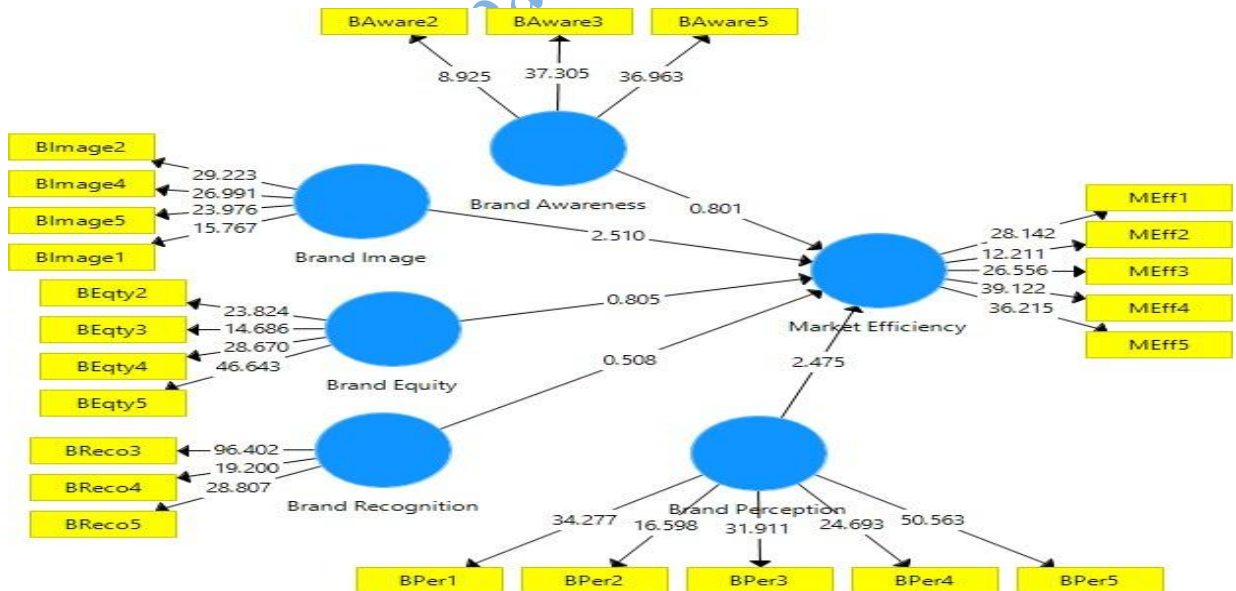 BAware2
BAware3
BAware5
8.925
37.305
36.963
Brand Awareness
0.801
BImage2
BImage4
BImage5
BImage1
29.223
26.991
23.976
15.767
Brand Image
2.510
BEqty2
BEqty3
BEqty4
BEqty5
23.824
14.686
28.670
46.643
Brand Equity
0.805
BReco3
BReco4
BReco5
96.402
19.200
28.807
Brand Recognition
0.508
Market Efficiency
28.142
12.211
26.556
39.122
36.215
MEff1
MEff2
MEff3
MEff4
MEff5
2.475
Brand Perception
34.277
16.598
31.911
24.693
50.563
BPer1
BPer2
BPer3
BPer4
BPer5